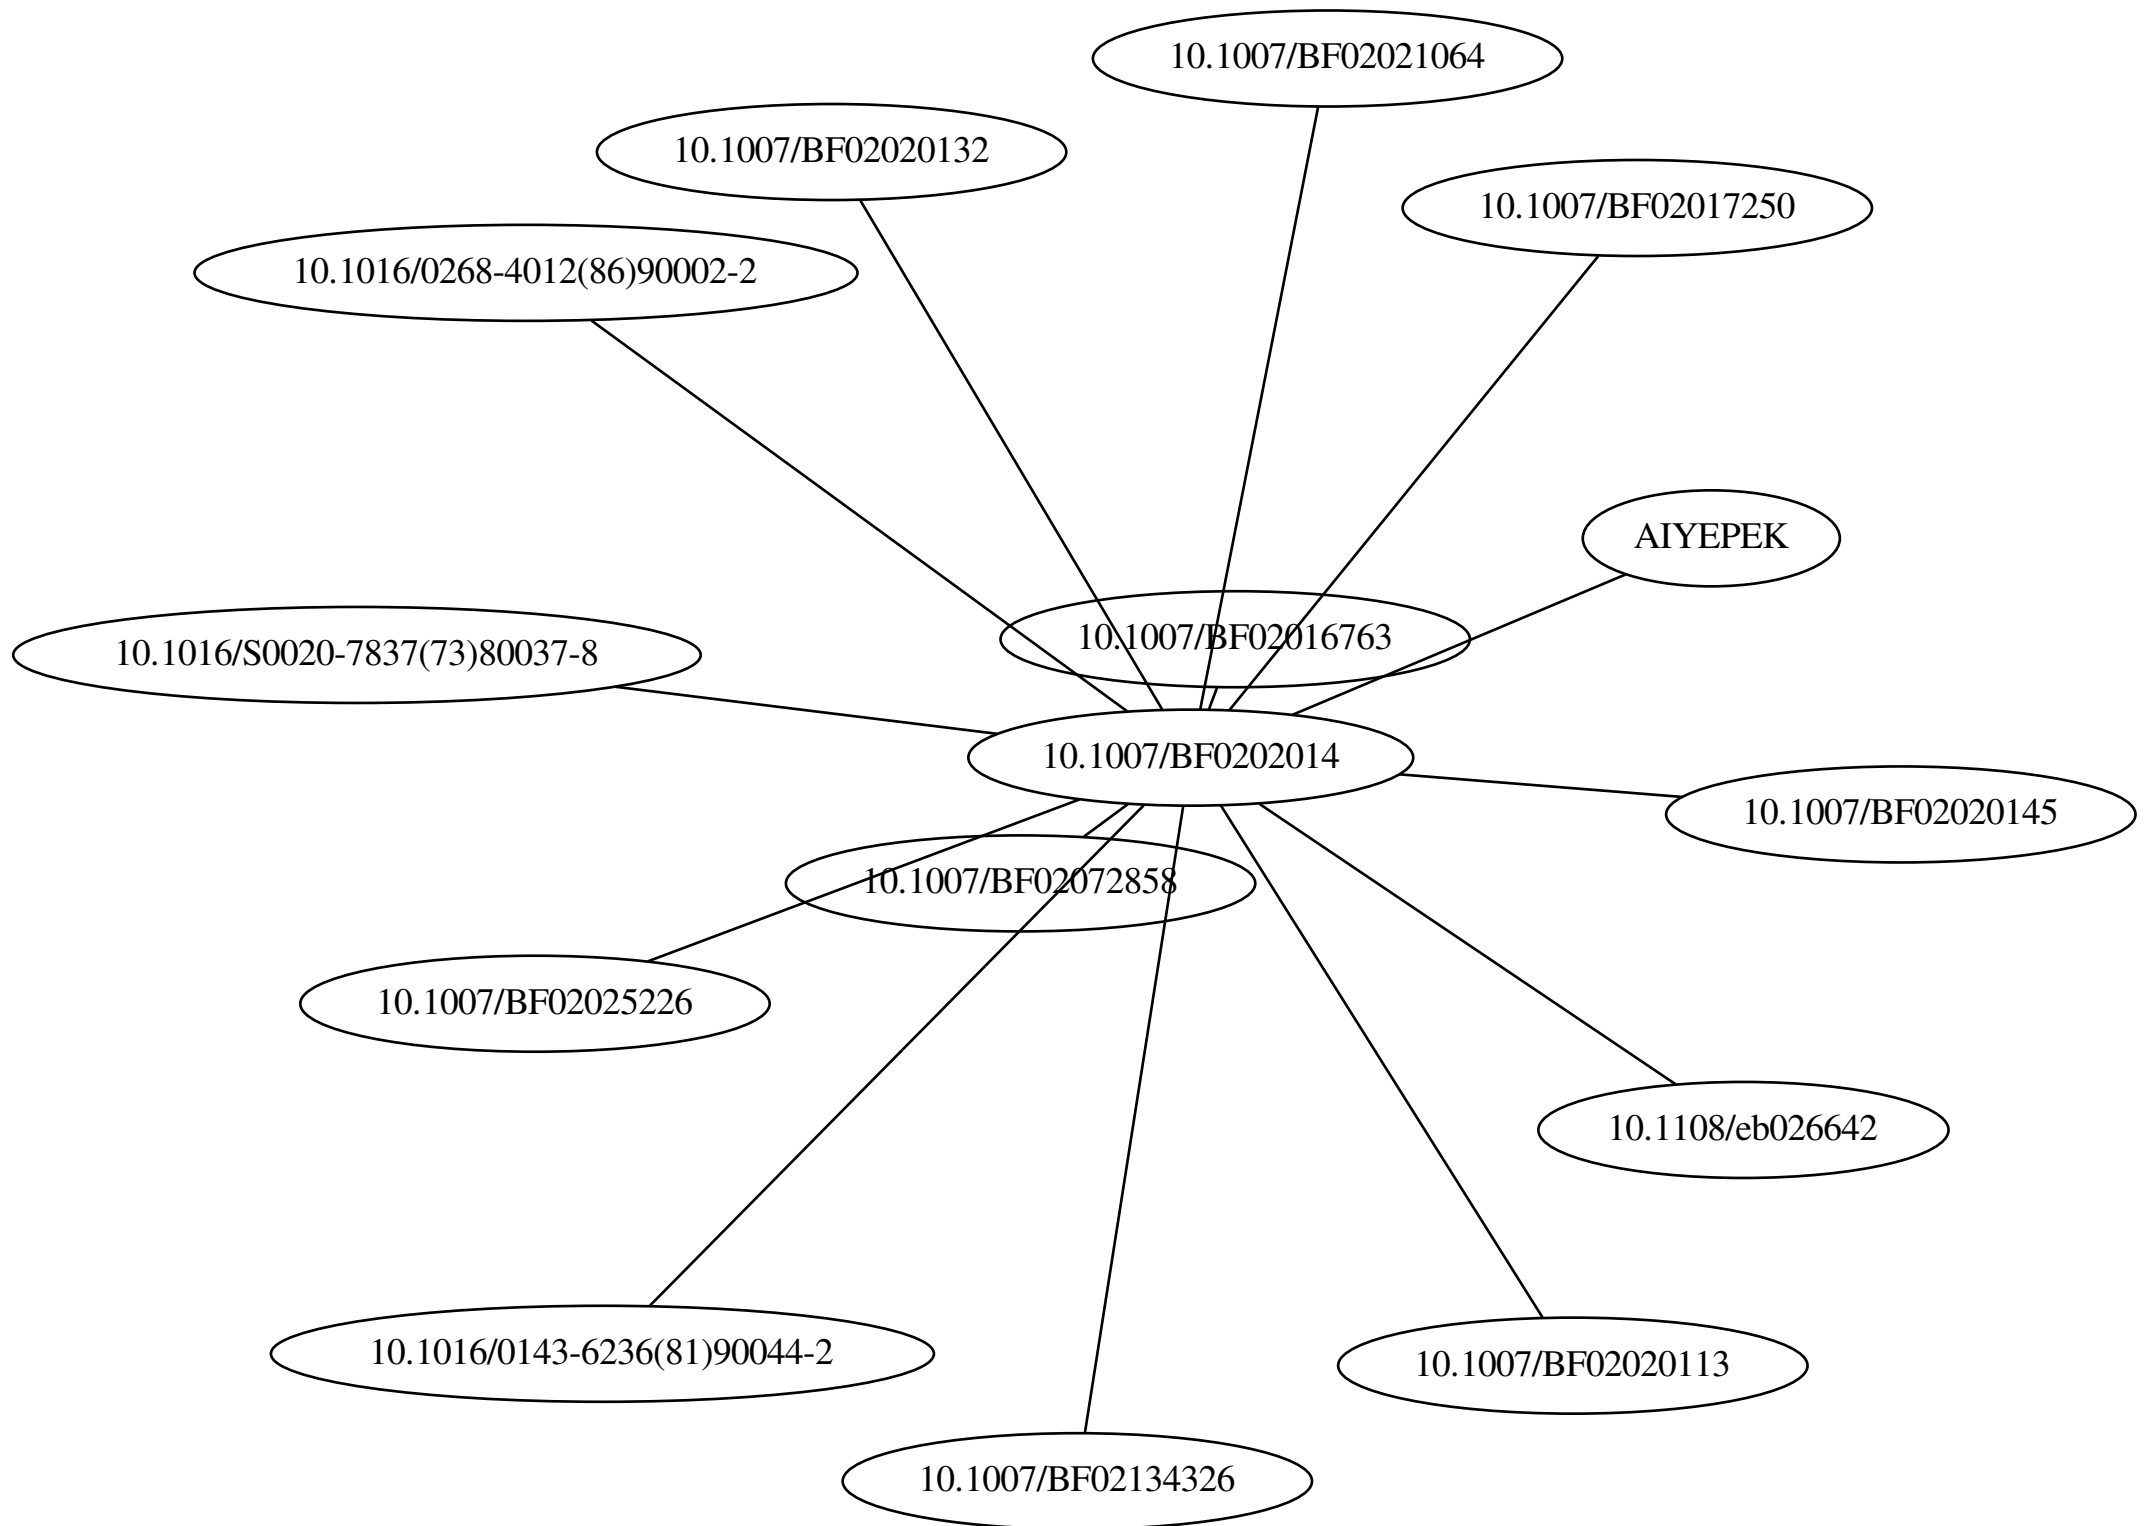 10.1007/BF02021064
10.1007/BF02020132
10.1007/BF02017250
10.1016/0268-4012(86)90002-2
AIYEPEK
10.1007/BF02016763
10.1016/S0020-7837(73)80037-8
10.1007/BF0202014
10.1007/BF02020145
10.1007/BF02072858
10.1007/BF02025226
10.1108/eb026642
10.1016/0143-6236(81)90044-2
10.1007/BF02020113
10.1007/BF02134326